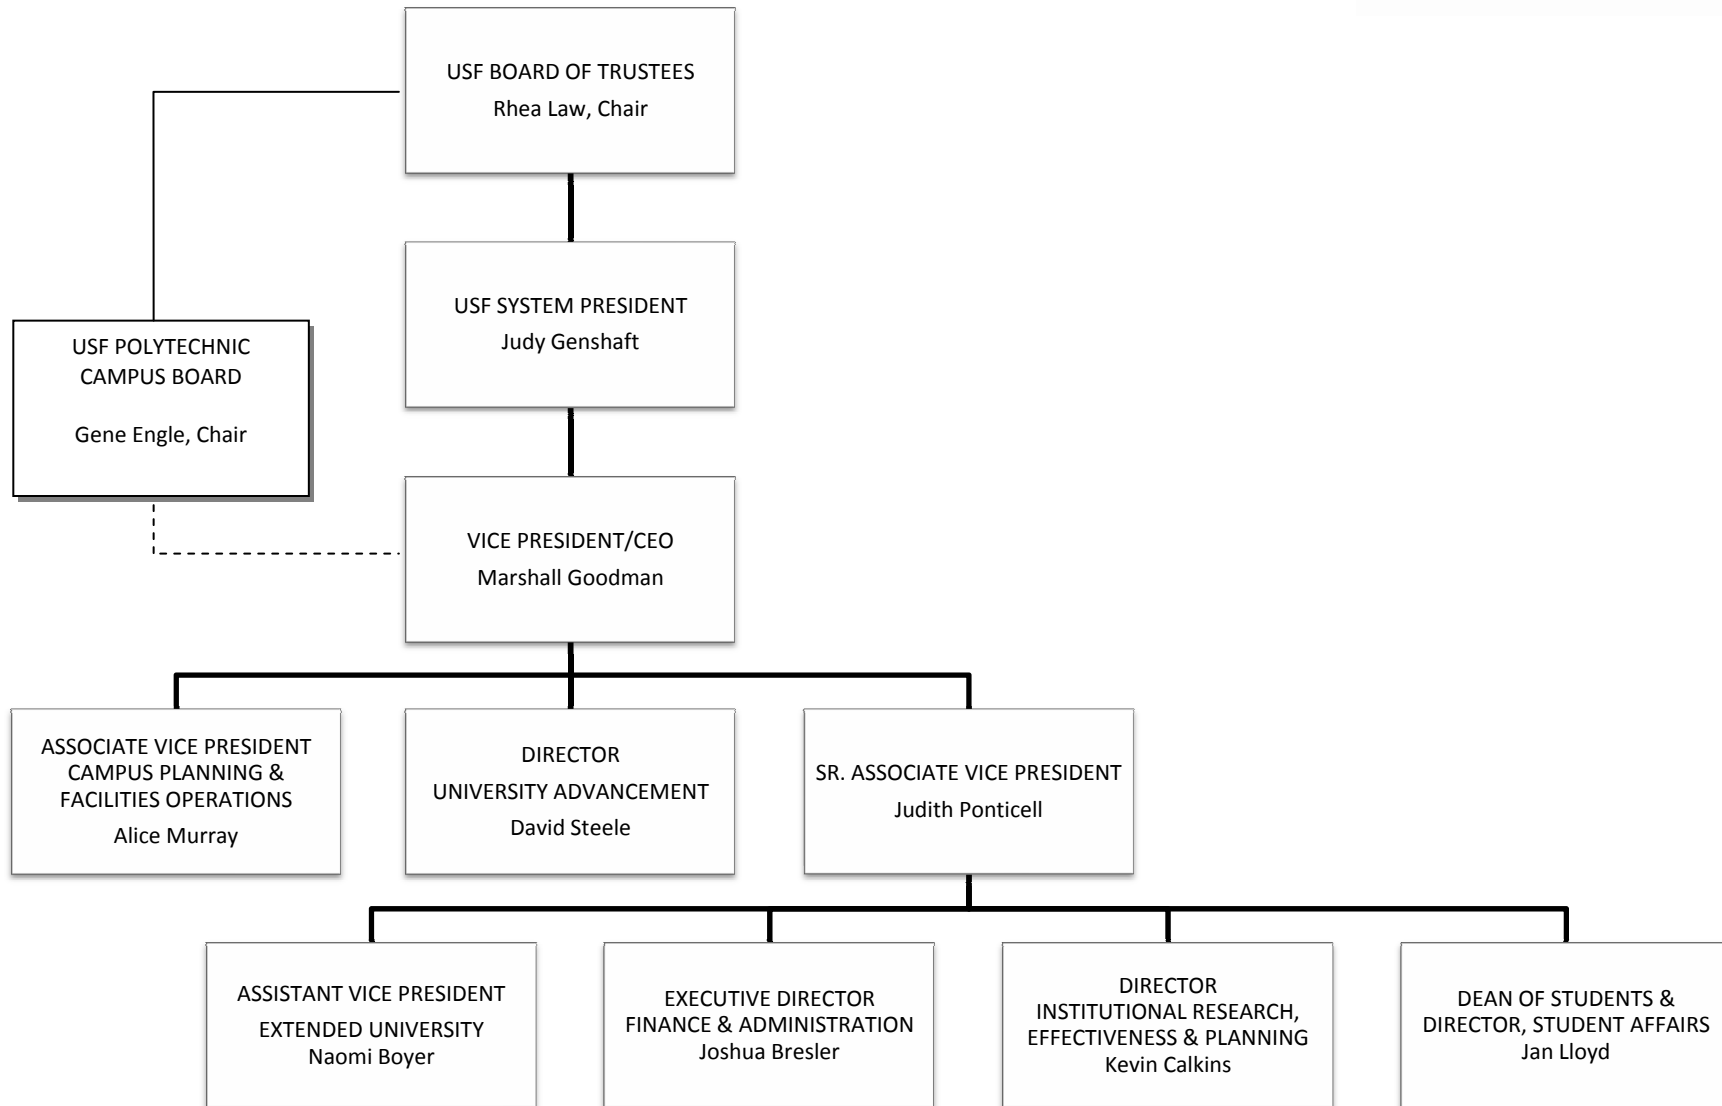 USF BOARD OF TRUSTEES
Rhea Law, Chair
USF SYSTEM PRESIDENT
Judy Genshaft
USF POLYTECHNIC
CAMPUS BOARD
Gene Engle, Chair
VICE PRESIDENT/CEO
Marshall Goodman
ASSOCIATE VICE PRESIDENT
CAMPUS PLANNING &
FACILITIES OPERATIONS
Alice Murray
DIRECTOR
UNIVERSITY ADVANCEMENT
David Steele
SR. ASSOCIATE VICE PRESIDENT
Judith Ponticell
ASSISTANT VICE PRESIDENT
EXTENDED UNIVERSITY
Naomi Boyer
EXECUTIVE DIRECTOR
FINANCE & ADMINISTRATION
Joshua Bresler
DIRECTOR
INSTITUTIONAL RESEARCH,
EFFECTIVENESS & PLANNING
Kevin Calkins
DEAN OF STUDENTS &
DIRECTOR, STUDENT AFFAIRS
Jan Lloyd